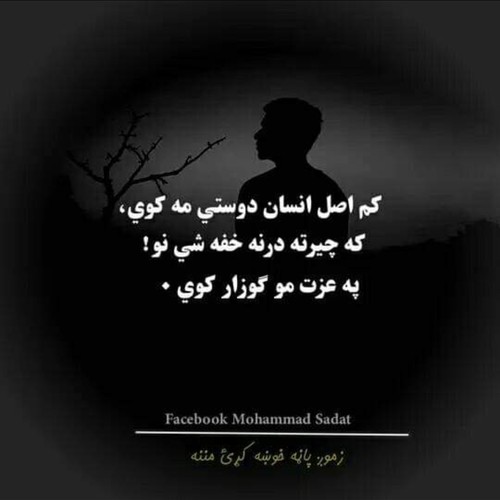 کم اصل انسان دوستي مه کوي،
که چیرته درنه خفه شي نو!
په عزت مو ګوزار کوي ۰
Facebook Mohammad Sadat
زموږ پاڼه خوښه کړئ مننه